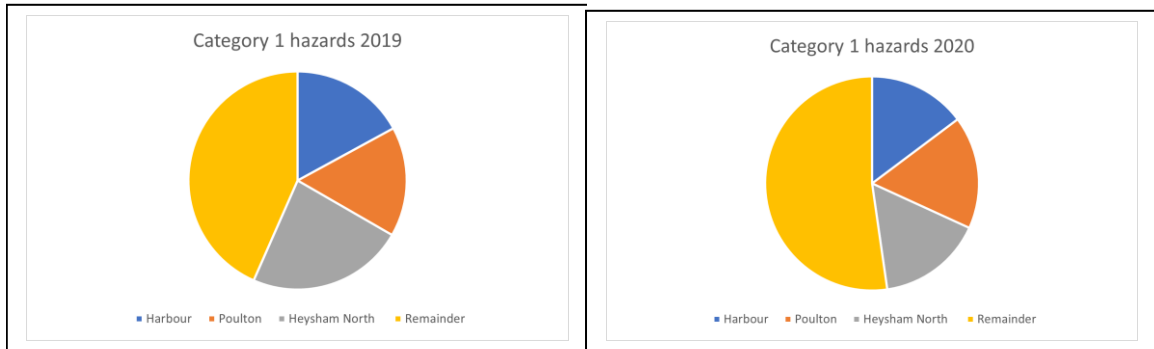 Category 1 hazards 2019
Harbour Poulton Heysham North Remainder
Category 1 hazards 2020
Harbour Poulton Heysham North Remainder